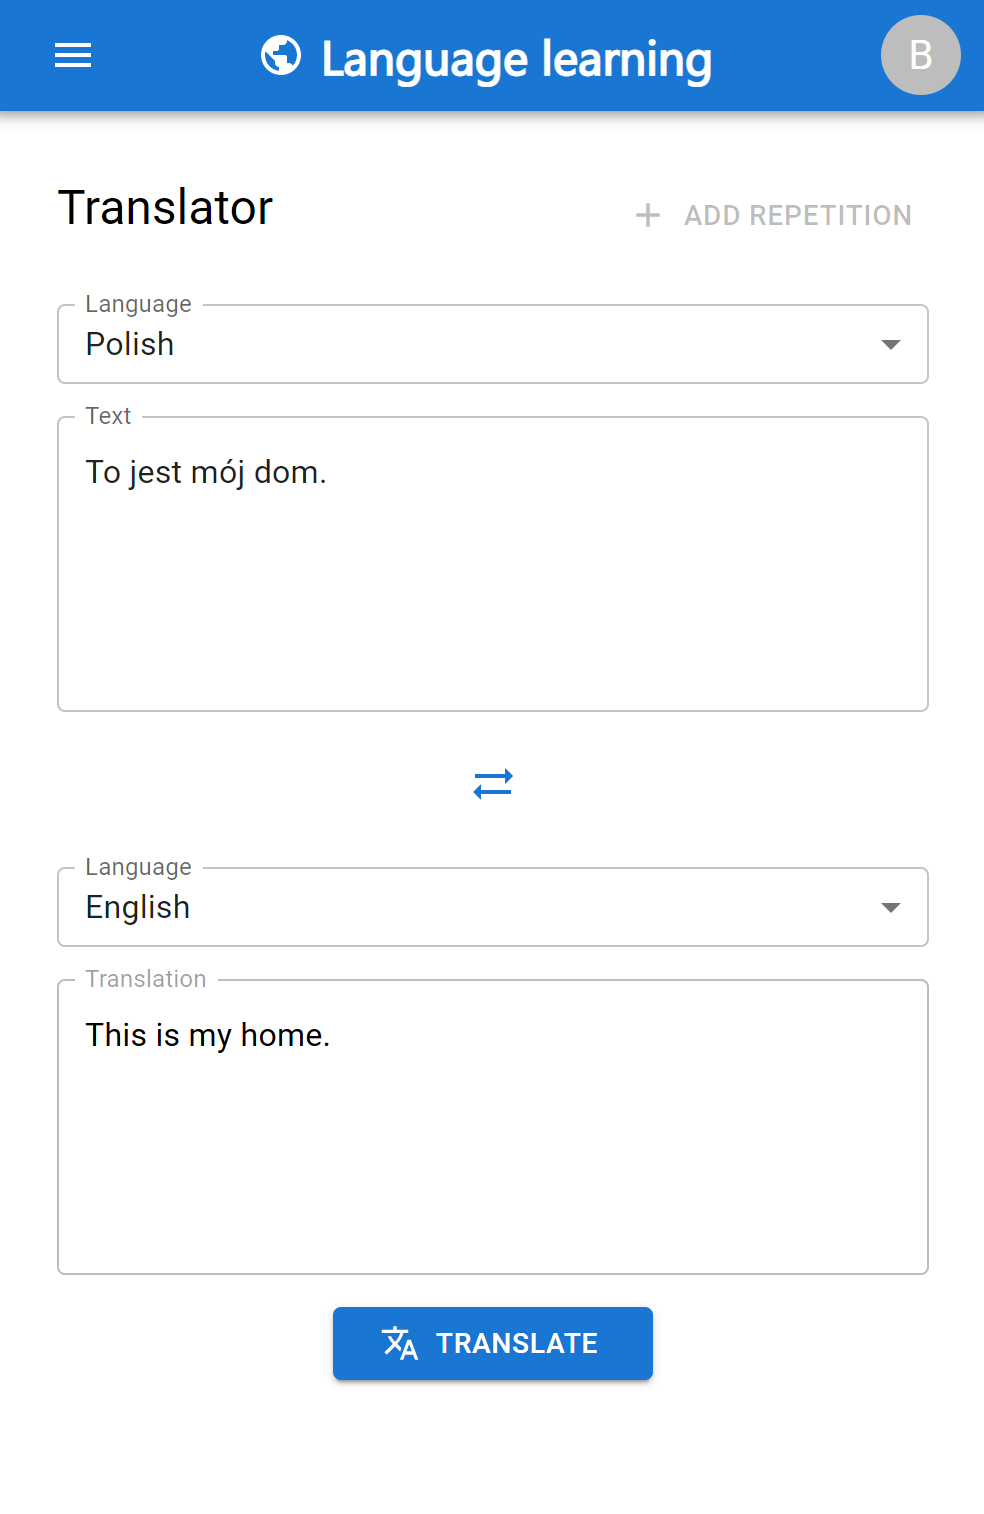 Language learning
B
Translator
ADD REPETITION
Language
Polish
Text
To jest mój dom.
Language
English
Translation
This is my home.
TRANSLATE